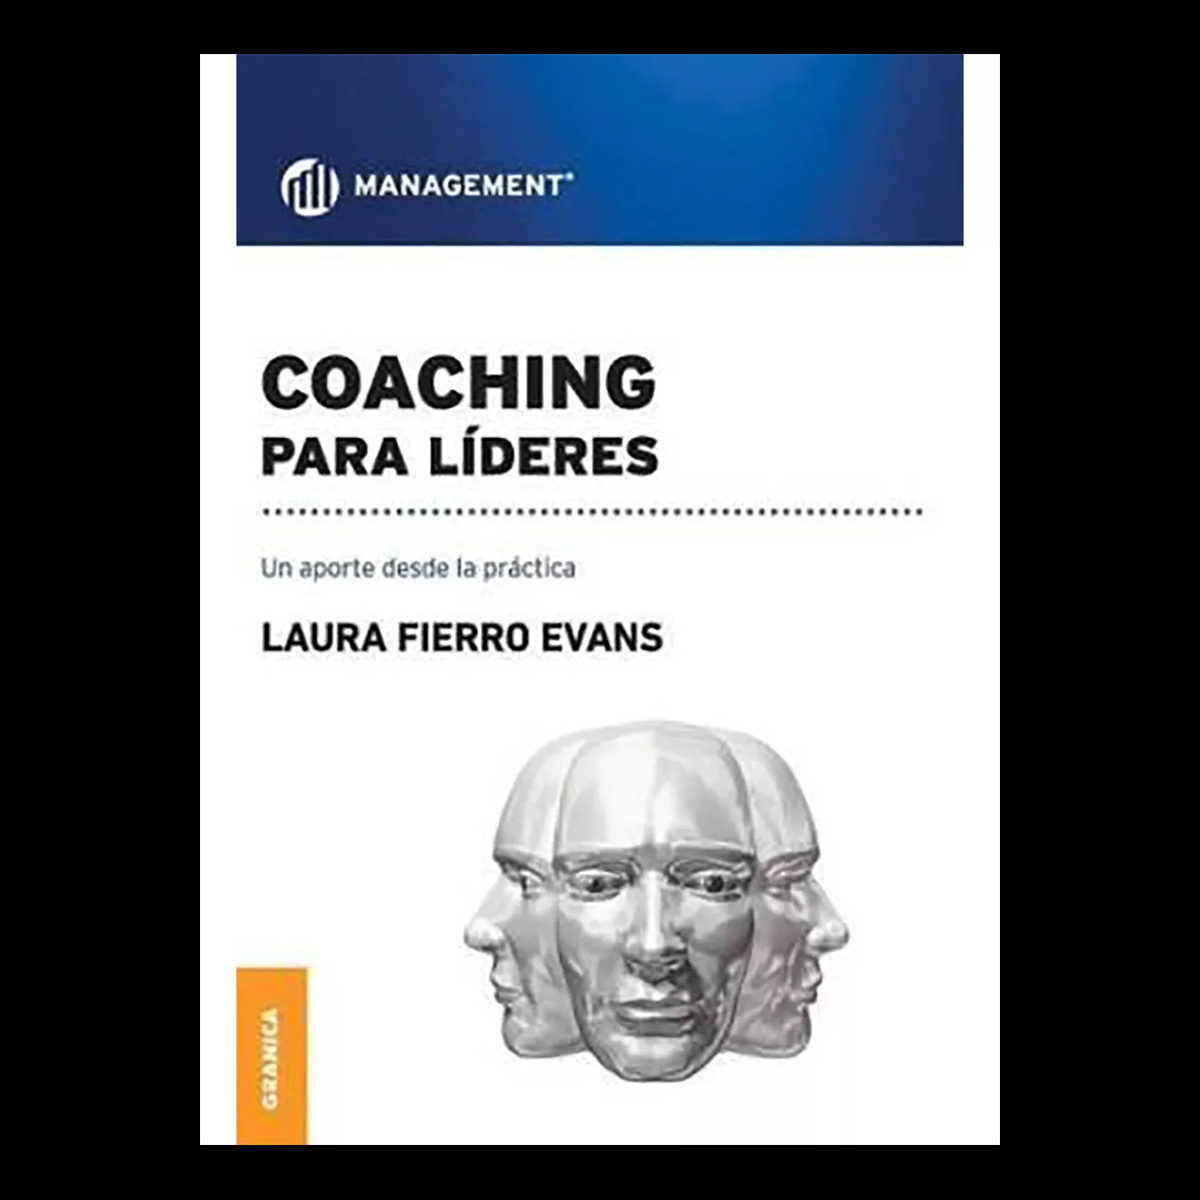 MANAGEMENT®
COACHING
PARA LÍDERES
Un aporte desde la práctica
LAURA FIERRO EVANS
GRANICA